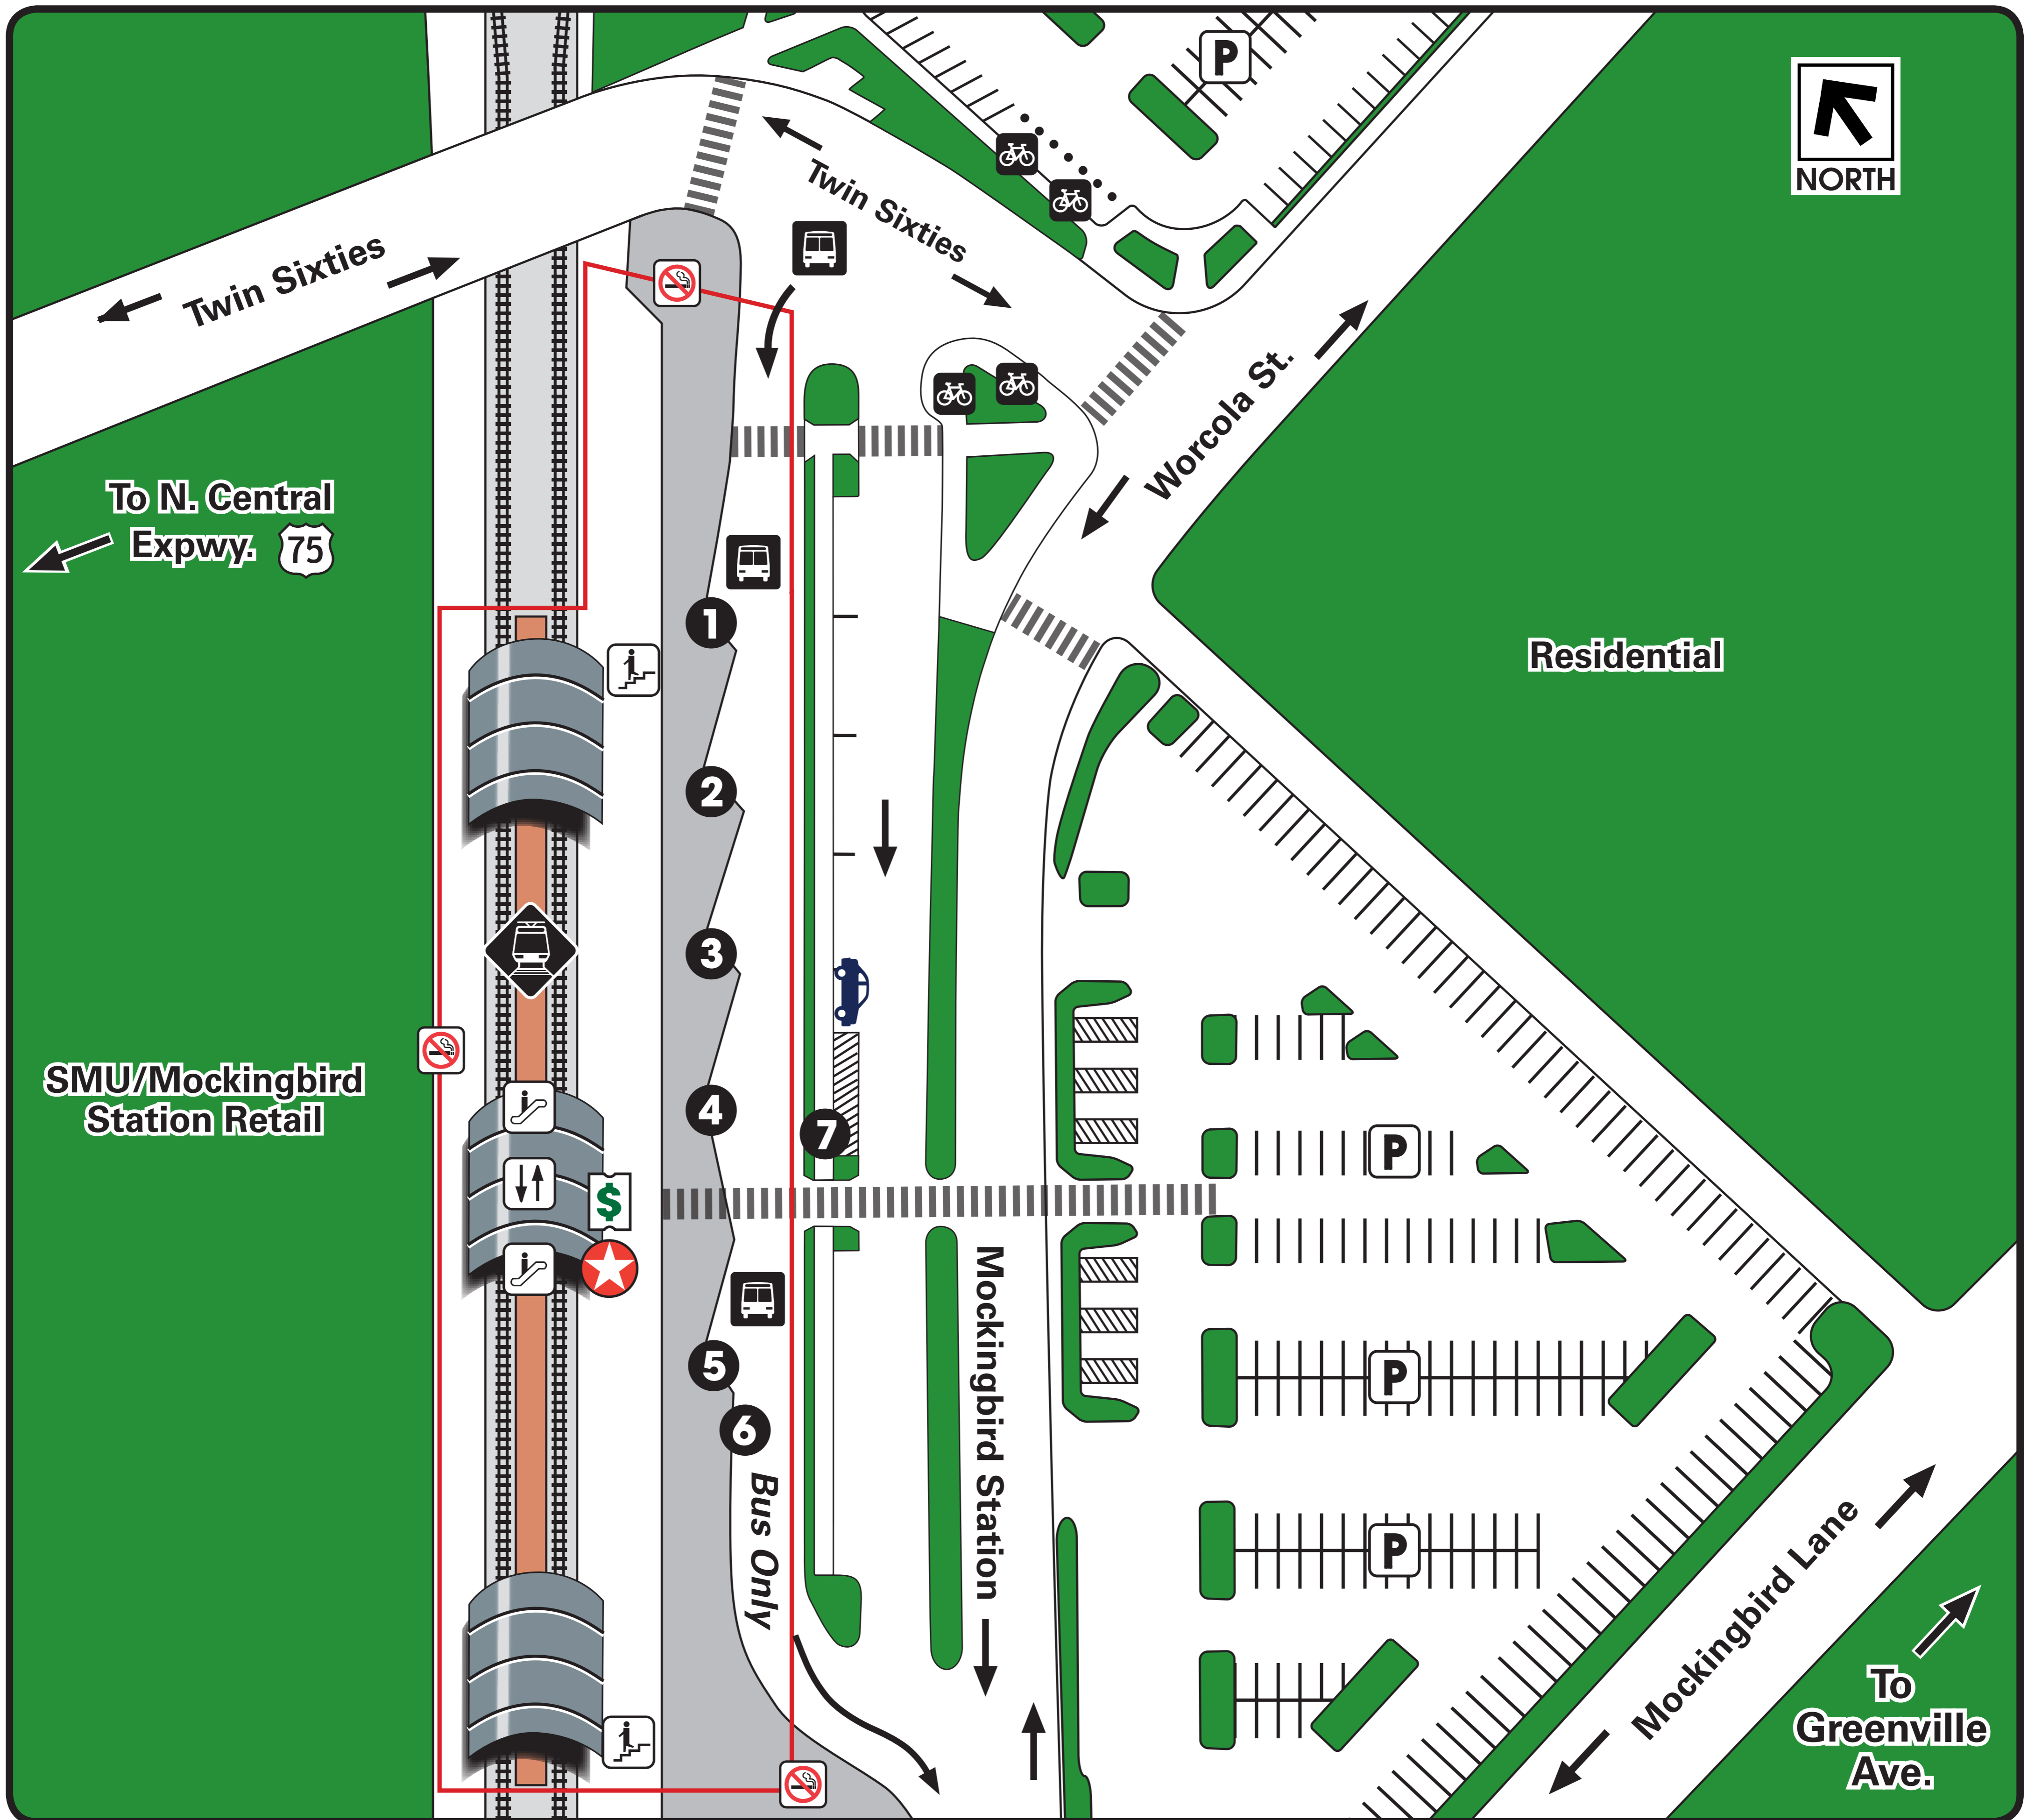 P
NORTH
Twin Sixties
Twin Sixties
Worcola St.
To N. Central
Expwy. 75
Residential
1
2
3
4
7
P
SMU/Mockingbird
Station Retail
$
5
6
P
Bus Only
Mockingbird Station
P
Mockingbird Lane
To
Greenville
Ave.